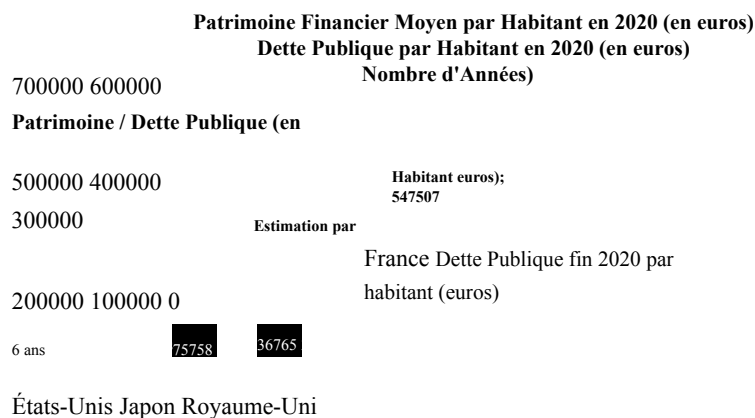 Patrimoine Financier Moyen par Habitant en 2020 (en euros)
Dette Publique par Habitant en 2020 (en euros)
Nombre d'Années)
700000 600000
Patrimoine / Dette Publique (en
500000 400000
Habitant euros);
547507
300000
Estimation par
France Dette Publique fin 2020 par
habitant (euros)
200000 100000 0
6 ans
75758
36765
États-Unis Japon Royaume-Uni